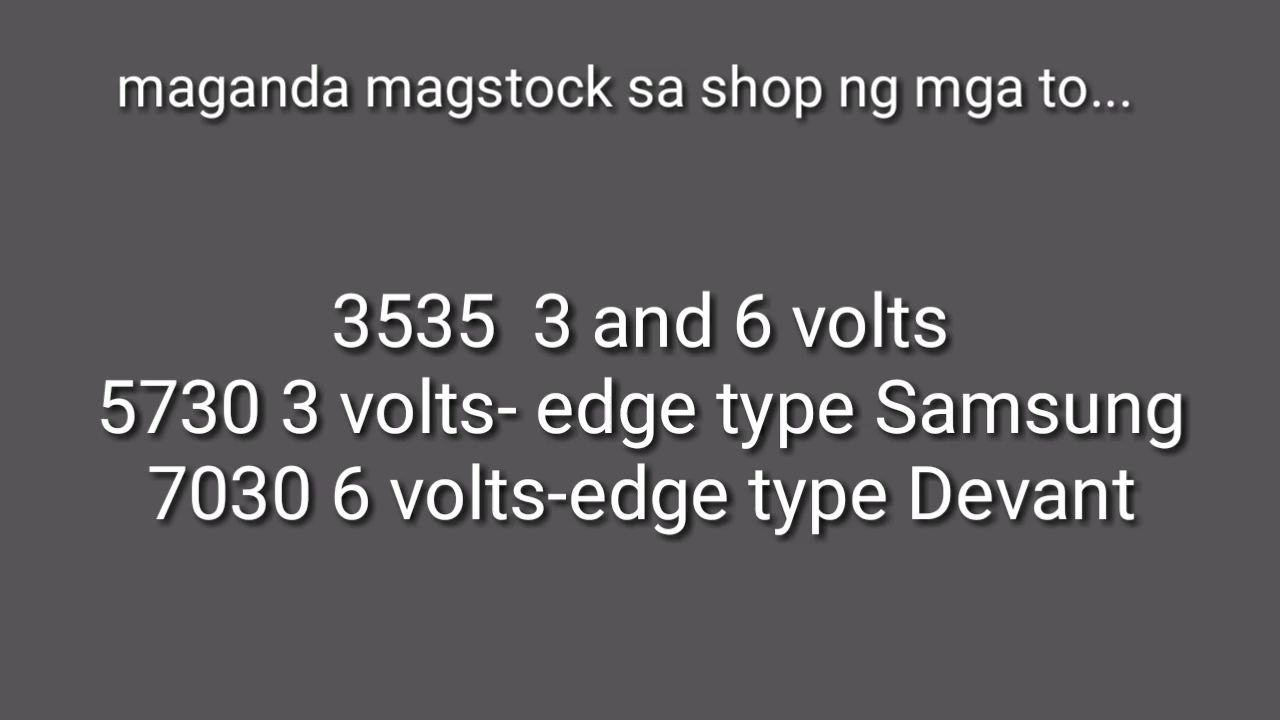 maganda magstock sa shop ng mga to...
3535  3 and 6 volts
5730 3 volts- edge type Samsung
7030 6 volts-edge type Devant